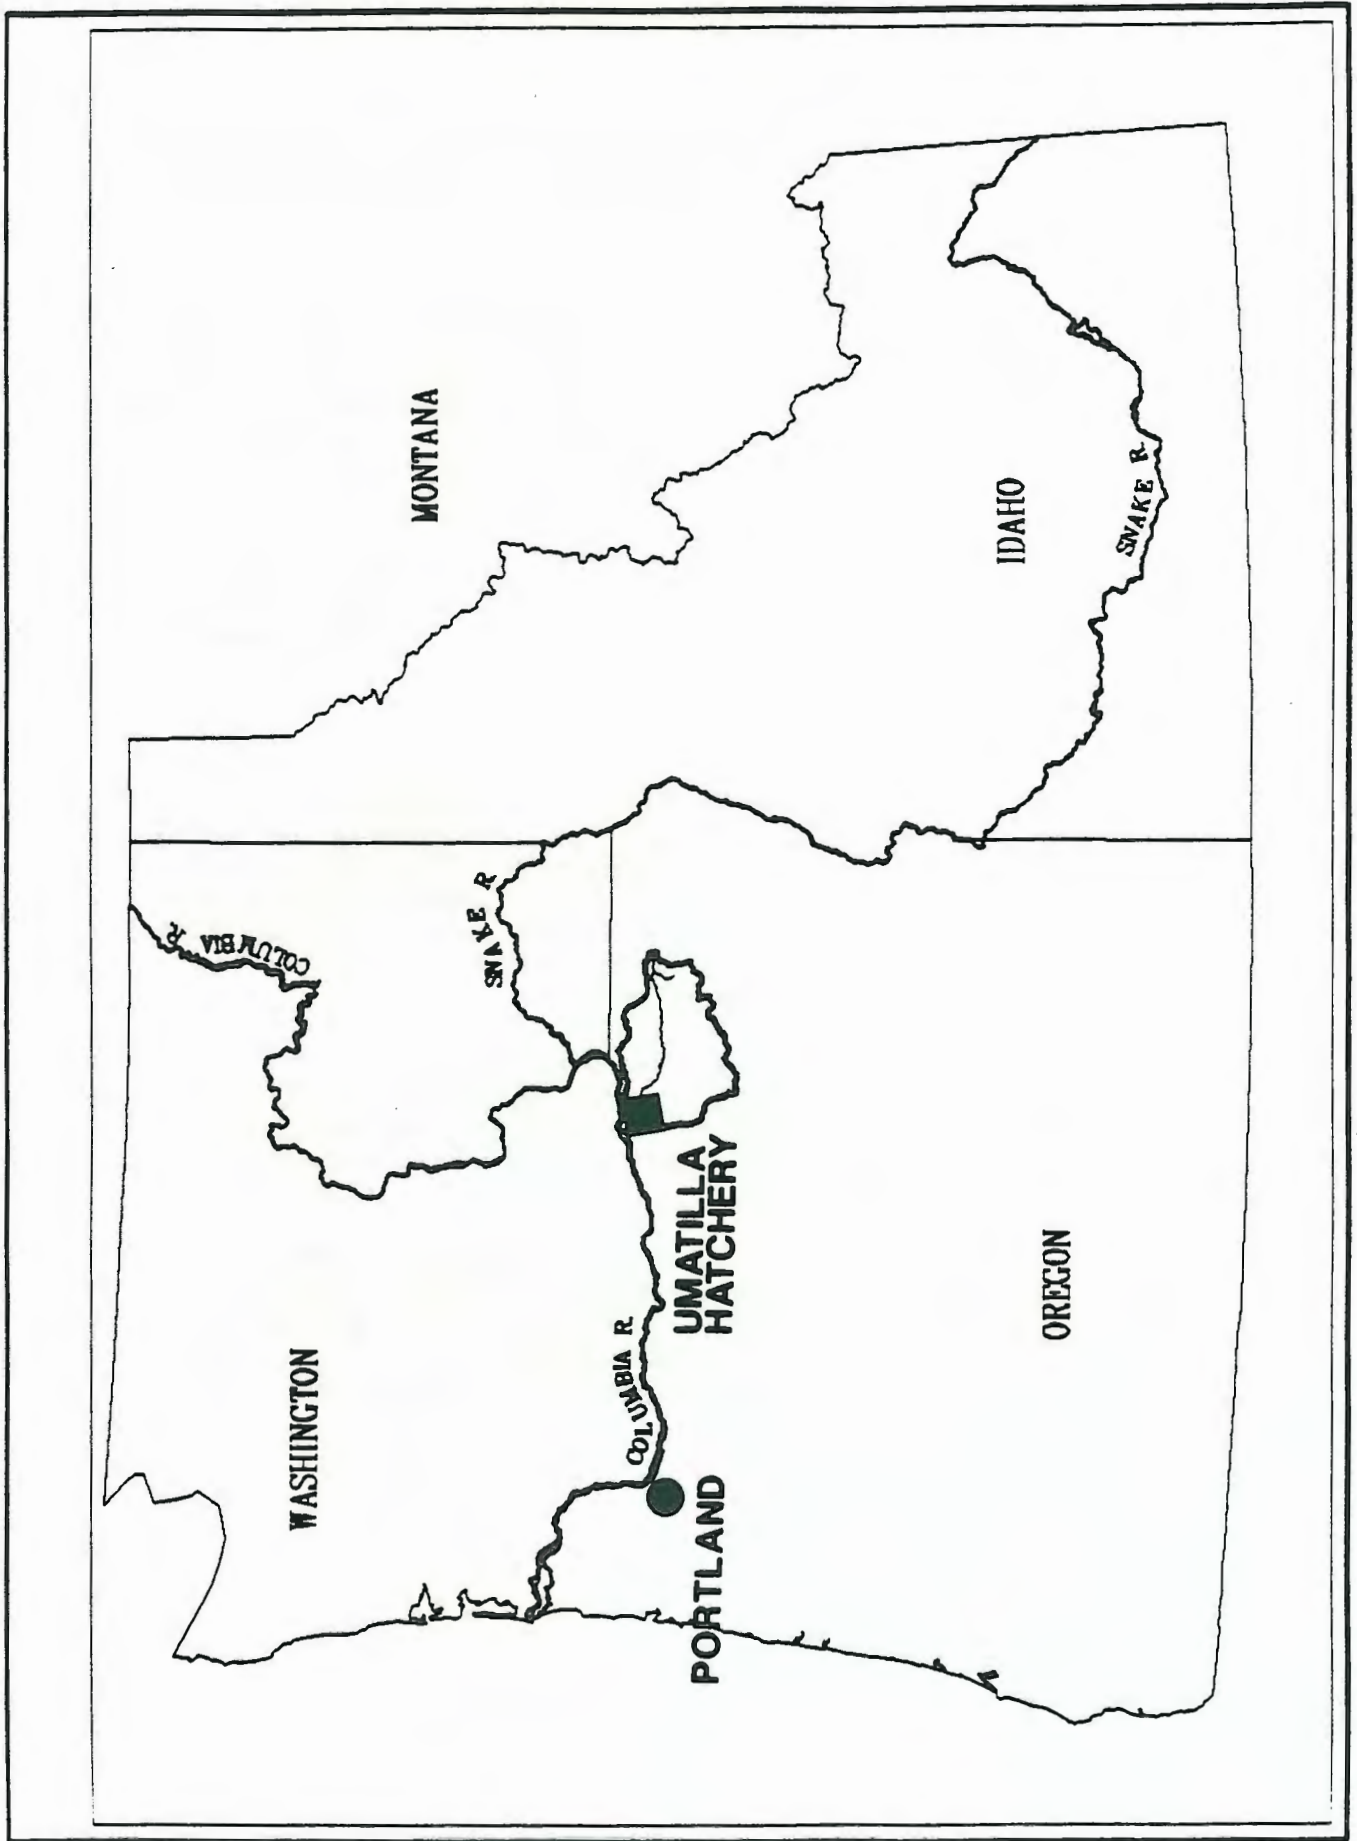 WASHINGTON
MONTANA
COLUMBIA R.
SNAKE R
COLUMBIA R.
UMATILLA
HATCHERY
PORTLAND
IDAHO
SNAKE R.
OREGON